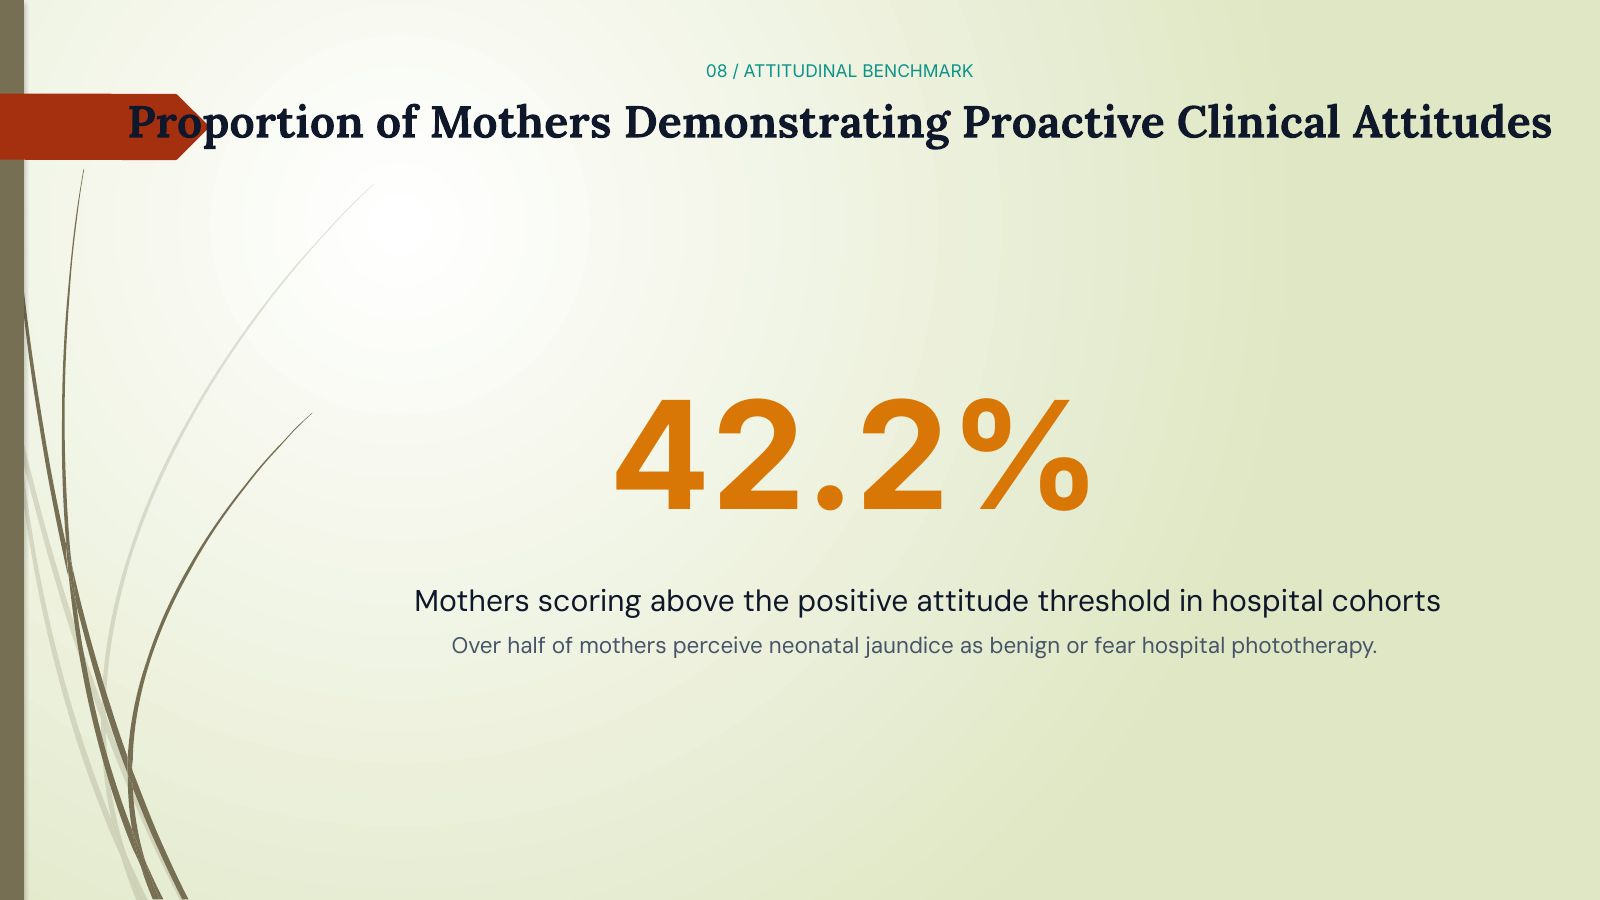 08 / ATTITUDINAL BENCHMARK
Proportion of Mothers Demonstrating Proactive Clinical Attitudes
42.2%
Mothers scoring above the positive attitude threshold in hospital cohorts
Over half of mothers perceive neonatal jaundice as benign or fear hospital phototherapy.